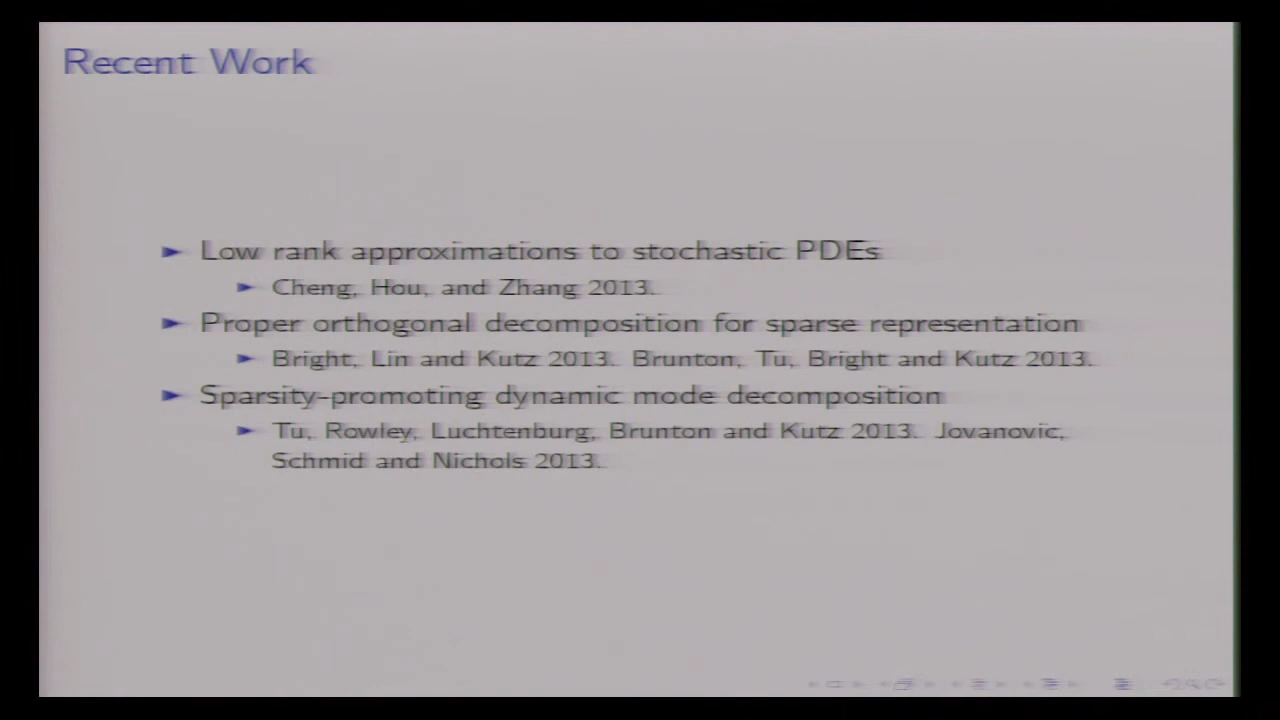 Recent Work
Low rank approximations to stochastic PDEs
Cheng, Hou, and Zhang 2013.
Proper orthogonal decomposition for sparse representation
Bright, Lin and Kutz 2013. Brunton, Tu, Bright and Kutz 2013.
Sparsity-promoting dynamic mode decomposition
Tu, Rowley, Luchtenburg, Brunton and Kutz 2013. Jovanovic,
Schmid and Nichols 2013.